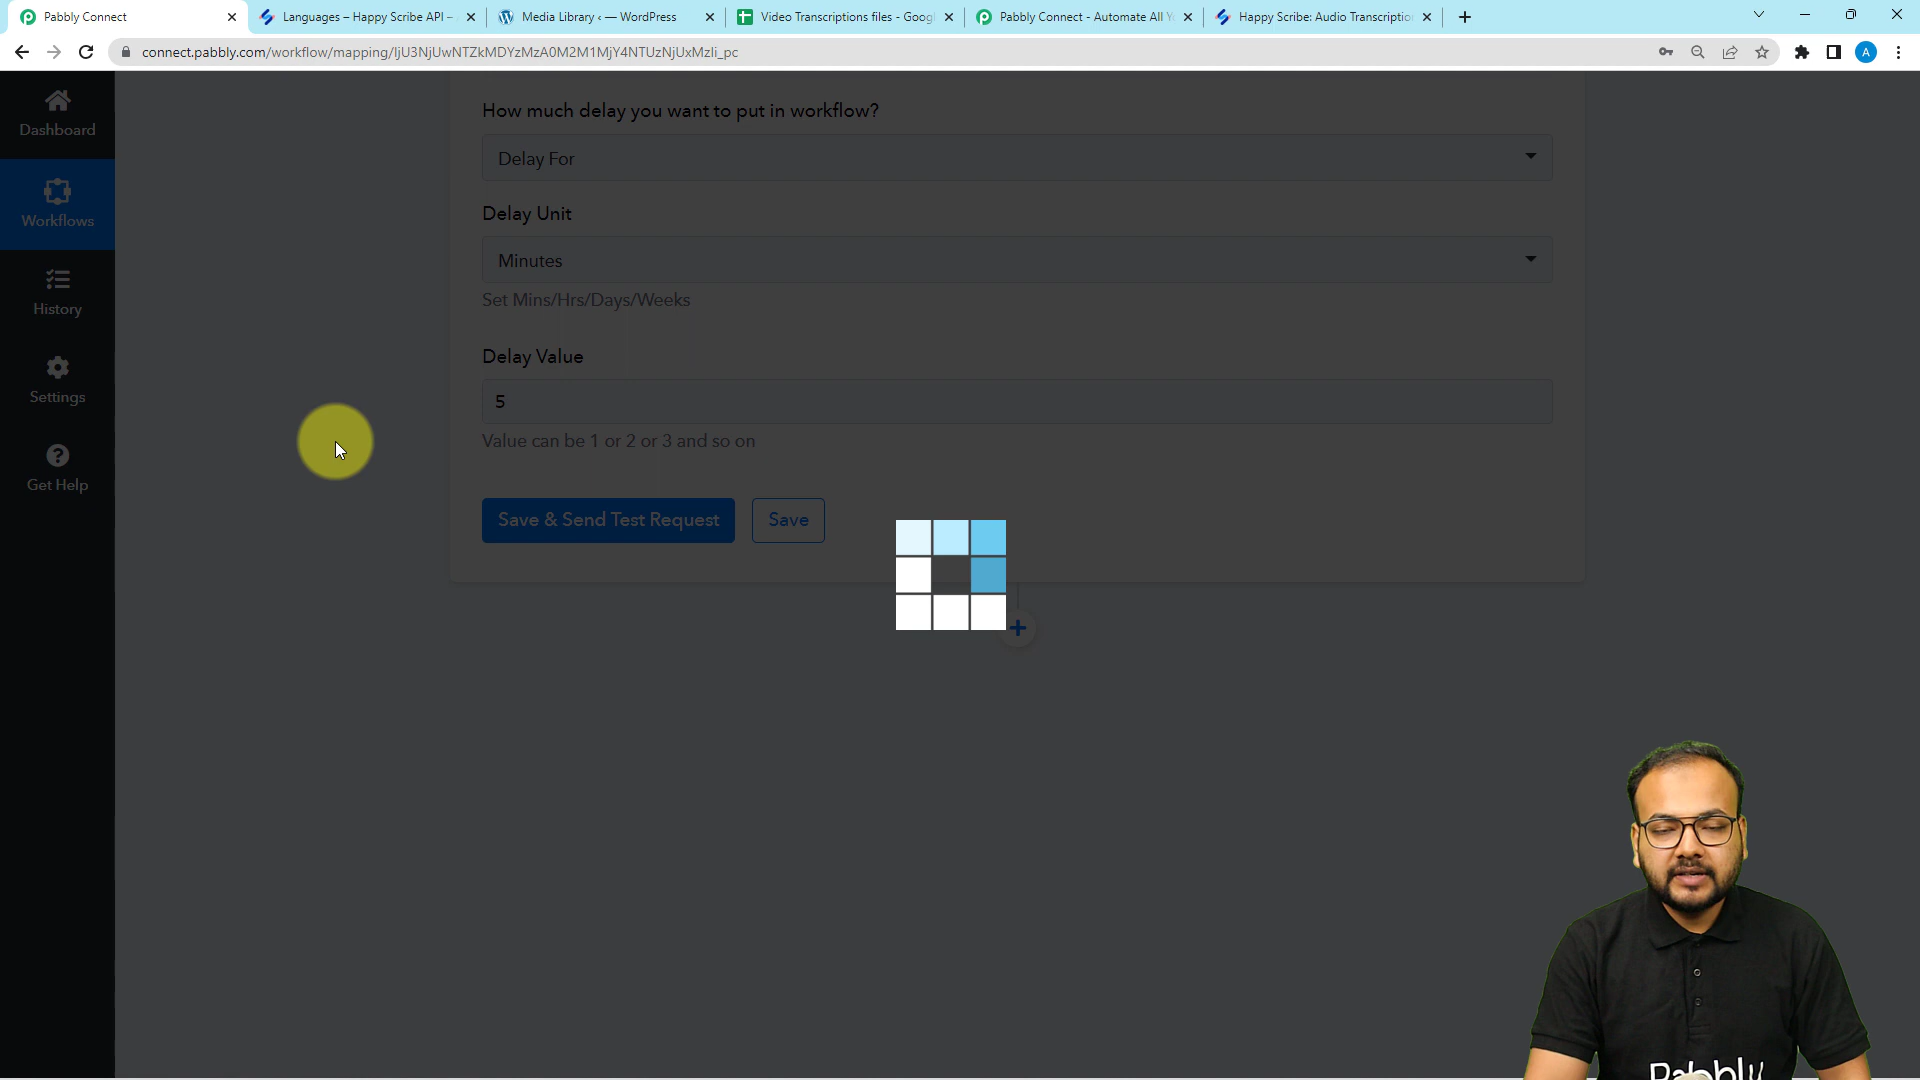 Pabbly Connect
Languages – Happy Scribe API –
Media Library ‹ — WordPress
Video Transcriptions files - Goog
Pabbly Connect - Automate All Y
Happy Scribe: Audio Transcriptio
connect.pabbly.com/workflow/mapping/IjU3NjUwNTZkMDYzMzA0M2M1MjY4NTUzNjUxMzIi_pc
A
Dashboard
Workflows
History
Settings
Get Help
How much delay you want to put in workflow?
Delay For
Delay Unit
Minutes
Set Mins/Hrs/Days/Weeks
Delay Value
5
Value can be 1 or 2 or 3 and so on
Save & Send Test Request
Save
Pabbly